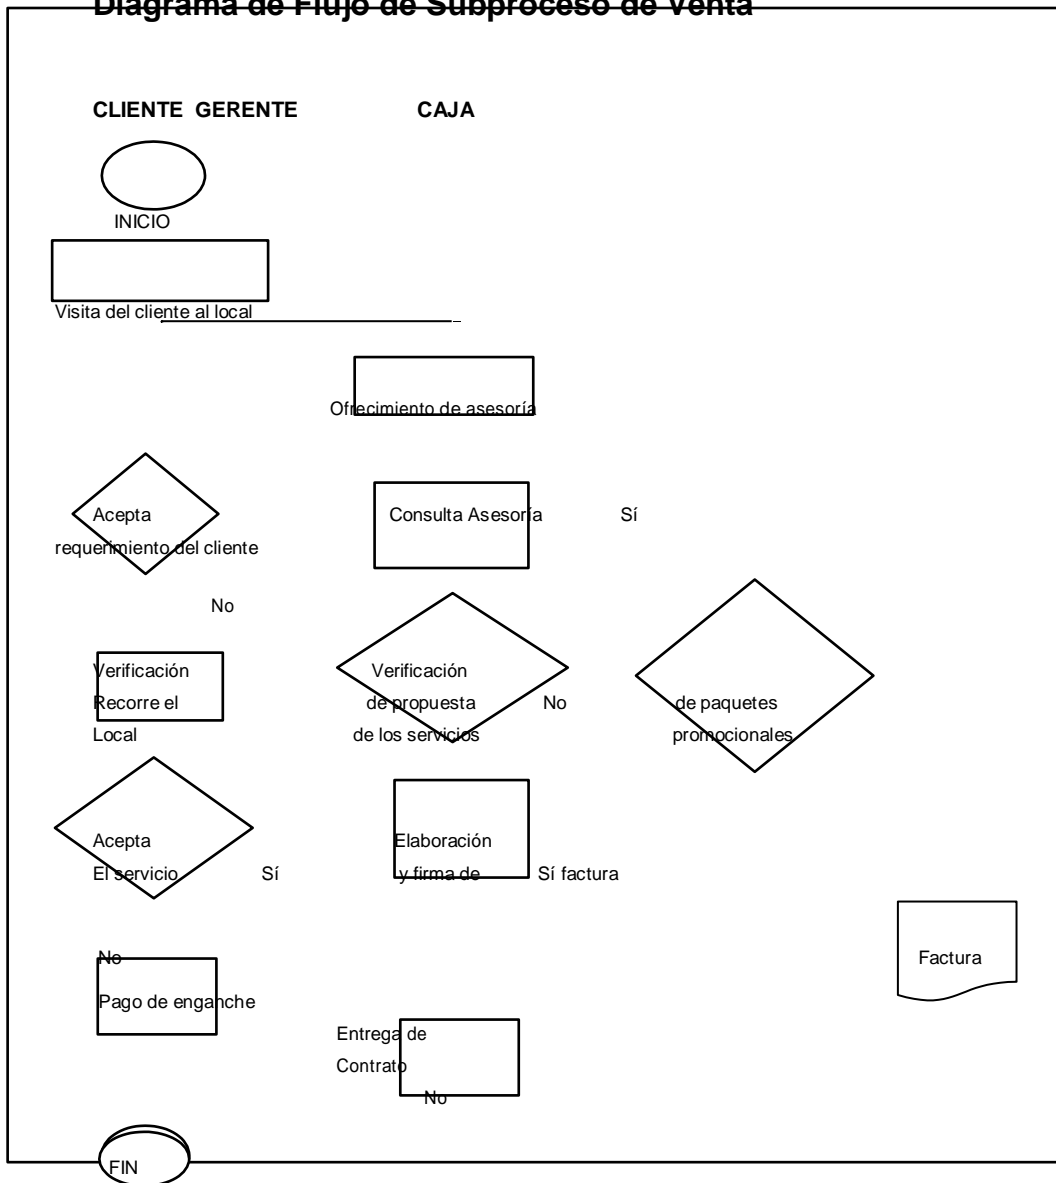 Diagrama de Flujo de Subproceso de Venta
CLIENTE GERENTE CAJA
INICIO
Visita del cliente al local
Ofrecimiento de asesoría
Acepta Consulta Asesoría Sí
requerimiento del cliente
No
Verificación Verificación
Recorre el de propuesta No de paquetes
Local de los servicios promocionales
Acepta Elaboración
El servicio Sí y firma de Sí factura
No Factura
Pago de enganche
Entrega de
Contrato
No
FIN